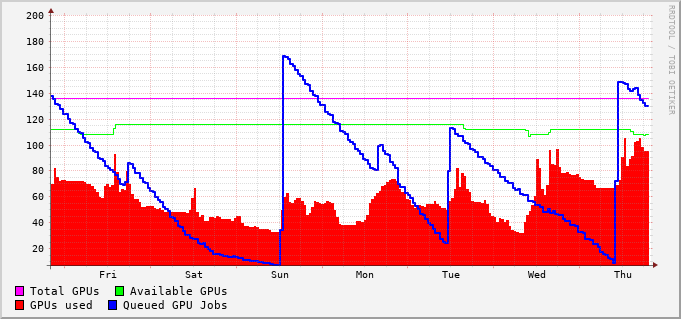 200
180
160
140
120
100
80
60
40
20
Fri Sat Sun Mon Tue Wed Thu
Total GPUs Available GPUs
GPUs used Queued GPU Jobs
RRDTOOL / TOBI OETIKER